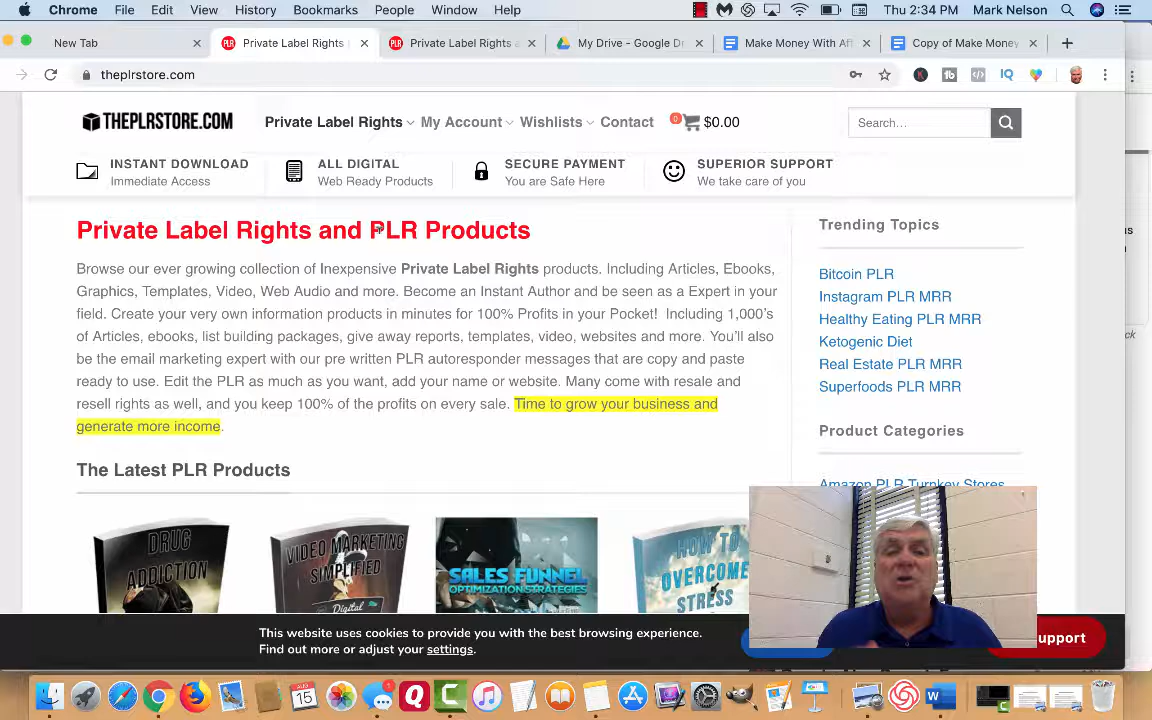 Chrome File Edit View History Bookmarks People Window Help Thu 2:34 PM Mark Nelson
New Tab Private Label Rights Private Label Rights a My Drive - Google Dr Make Money With Aff Copy of Make Money
theplrstore.com
THEPLRSTORE.COM Private Label Rights My Account Wishlists Contact 0 $0.00 Search…
INSTANT DOWNLOAD ALL DIGITAL SECURE PAYMENT SUPERIOR SUPPORT
Immediate Access Web Ready Products You are Safe Here We take care of you
Private Label Rights and PLR Products
Browse our ever growing collection of Inexpensive Private Label Rights products. Including Articles, Ebooks,
Graphics, Templates, Video, Web Audio and more. Become an Instant Author and be seen as a Expert in your
field. Create your very own information products in minutes for 100% Profits in your Pocket! Including 1,000's
of Articles, ebooks, list building packages, give away reports, templates, video, websites and more. You'll also
be the email marketing expert with our pre written PLR autoresponder messages that are copy and paste
ready to use. Edit the PLR as much as you want, add your name or website. Many come with resale and
resell rights as well, and you keep 100% of the profits on every sale. Time to grow your business and
generate more income.
The Latest PLR Products
DRUG
ADDICTION
VIDEO MARKETING
SIMPLIFIED
Digital
SALES FUNNEL
OPTIMIZATION STRATEGIES
HOW TO
OVERCOME
STRESS
Trending Topics
Bitcoin PLR
Instagram PLR MRR
Healthy Eating PLR MRR
Ketogenic Diet
Real Estate PLR MRR
Superfoods PLR MRR
Product Categories
Amazon PLR Turnkey Stores
This website uses cookies to provide you with the best browsing experience.
Find out more or adjust your settings.
upport
AUG
15